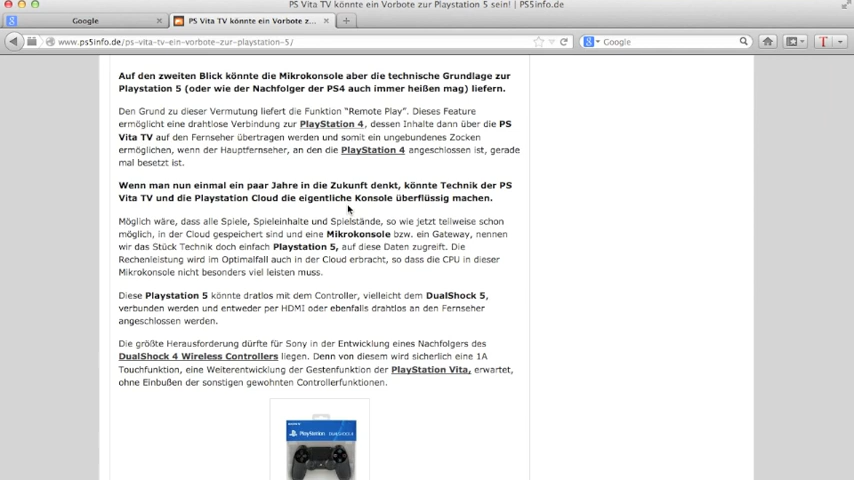 PS Vita TV könnte ein Vorbote zur Playstation 5 sein! | PS5info.de
Google
PS Vita TV könnte ein Vorbote z...
www.ps5info.de/ps-vita-tv-ein-vorbote-zur-playstation-5/
Google
Auf den zweiten Blick könnte die Mikrokonsole aber die technische Grundlage zur
Playstation 5 (oder wie der Nachfolger der PS4 auch immer heißen mag) liefern.
Den Grund zu dieser Vermutung liefert die Funktion "Remote Play". Dieses Feature
ermöglicht eine drahtlose Verbindung zur PlayStation 4, dessen Inhalte dann über die PS
Vita TV auf den Fernseher übertragen werden und somit ein ungebundenes Zocken
ermöglichen, wenn der Hauptfernseher, an den die PlayStation 4 angeschlossen ist, gerade
mal besetzt ist.
Wenn man nun einmal ein paar Jahre in die Zukunft denkt, könnte Technik der PS
Vita TV und die Playstation Cloud die eigentliche Konsole überflüssig machen.
Möglich wäre, dass alle Spiele, Spieleinhalte und Spielstände, so wie jetzt teilweise schon
möglich, in der Cloud gespeichert sind und eine Mikrokonsole bzw. ein Gateway, nennen
wir das Stück Technik doch einfach Playstation 5, auf diese Daten zugreift. Die
Rechenleistung wird im Optimalfall auch in der Cloud erbracht, so dass die CPU in dieser
Mikrokonsole nicht besonders viel leisten muss.
Diese Playstation 5 könnte dratlos mit dem Controller, vielleicht dem DualShock 5,
verbunden werden und entweder per HDMI oder ebenfalls drahtlos an den Fernseher
angeschlossen werden.
Die größte Herausforderung dürfte für Sony in der Entwicklung eines Nachfolgers des
DualShock 4 Wireless Controllers liegen. Denn von diesem wird sicherlich eine 1A
Touchfunktion, eine Weiterentwicklung der Gestenfunktion der PlayStation Vita, erwartet,
ohne Einbußen der sonstigen gewohnten Controllerfunktionen.
PlayStation